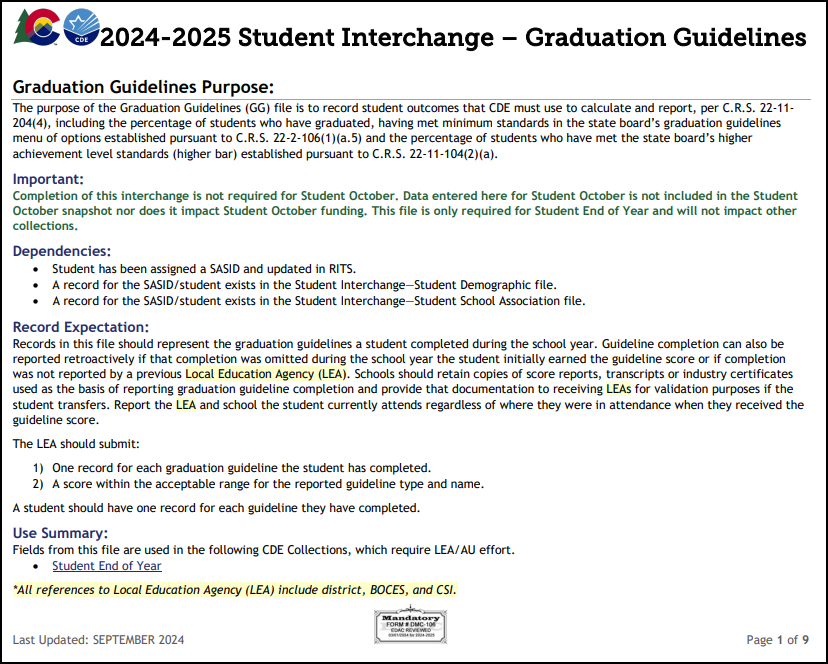 CDE
2024-2025 Student Interchange – Graduation Guidelines
Graduation Guidelines Purpose:
The purpose of the Graduation Guidelines (GG) file is to record student outcomes that CDE must use to calculate and report, per C.R.S. 22-11-
204(4), including the percentage of students who have graduated, having met minimum standards in the state board's graduation guidelines
menu of options established pursuant to C.R.S. 22-2-106(1)(a.5) and the percentage of students who have met the state board's higher
achievement level standards (higher bar) established pursuant to C.R.S. 22-11-104(2)(a).
Important:
Completion of this interchange is not required for Student October. Data entered here for Student October is not included in the Student
October snapshot nor does it impact Student October funding. This file is only required for Student End of Year and will not impact other
collections.
Dependencies:
• Student has been assigned a SASID and updated in RITS.
• A record for the SASID/student exists in the Student Interchange—Student Demographic file.
• A record for the SASID/student exists in the Student Interchange—Student School Association file.
Record Expectation:
Records in this file should represent the graduation guidelines a student completed during the school year. Guideline completion can also be
reported retroactively if that completion was omitted during the school year the student initially earned the guideline score or if completion
was not reported by a previous Local Education Agency (LEA). Schools should retain copies of score reports, transcripts or industry certificates
used as the basis of reporting graduation guideline completion and provide that documentation to receiving LEAs for validation purposes if the
student transfers. Report the LEA and school the student currently attends regardless of where they were in attendance when they received the
guideline score.
The LEA should submit:
1) One record for each graduation guideline the student has completed.
2) A score within the acceptable range for the reported guideline type and name.
A student should have one record for each guideline they have completed.
Use Summary:
Fields from this file are used in the following CDE Collections, which require LEA/AU effort.
• Student End of Year
*All references to Local Education Agency (LEA) include district, BOCES, and CSI.
Mandatory
FORM # DMC-106
EDAC REVIEWED
03/01/2024 for 2024-2025
Last Updated: SEPTEMBER 2024
Page 1 of 9